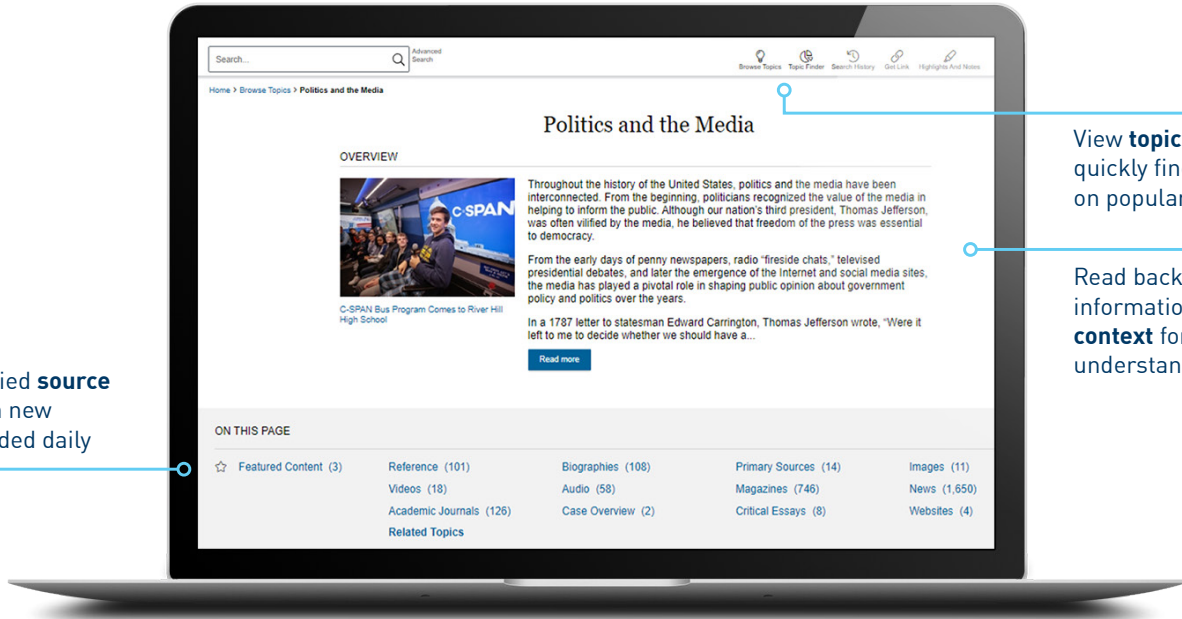 Search...
Advanced
Search
Browse Topics Topic Finder Search History Get Link Highlights And Notes
Home > Browse Topics > Politics and the Media
Politics and the Media
OVERVIEW
C-SPAN
C-SPAN Bus Program Comes to River Hill
High School
Throughout the history of the United States, politics and the media have been
interconnected. From the beginning, politicians recognized the value of the media in
helping to inform the public. Although our nation's third president, Thomas Jefferson,
was often vilified by the media, he believed that freedom of the press was essential
to democracy.
From the early days of penny newspapers, radio “fireside chats,” televised
presidential debates, and later the emergence of the Internet and social media sites,
the media has played a pivotal role in shaping public opinion about government
policy and politics over the years.
In a 1787 letter to statesman Edward Carrington, Thomas Jefferson wrote, “Were it
left to me to decide whether we should have a...
Read more
ON THIS PAGE
Featured Content (3) Reference (101) Biographies (108) Primary Sources (14) Images (11)
Videos (18) Audio (58) Magazines (746) News (1,650)
Academic Journals (126) Case Overview (2) Critical Essays (8) Websites (4)
Related Topics
View topic
quickly fin
on popular
Read back
informatio
context for
understan
ied source
new
ded daily